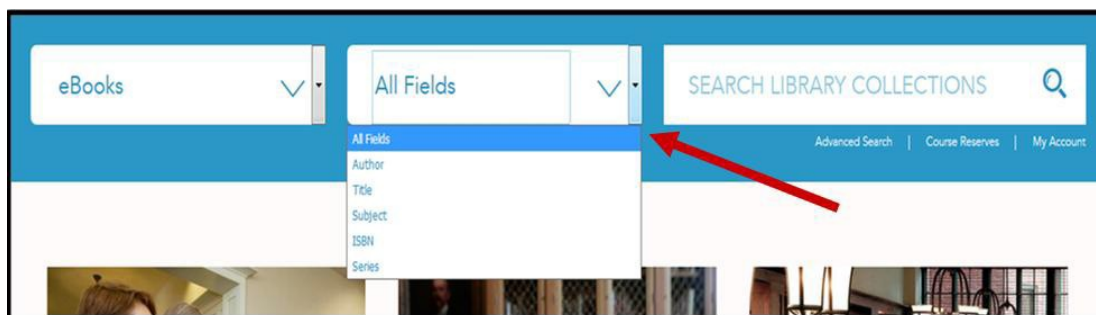 eBooks
All Fields
SEARCH LIBRARY COLLECTIONS
All Fields
Author
Title
Subject
ISBN
Series
Advanced Search | Course Reserves | My Account